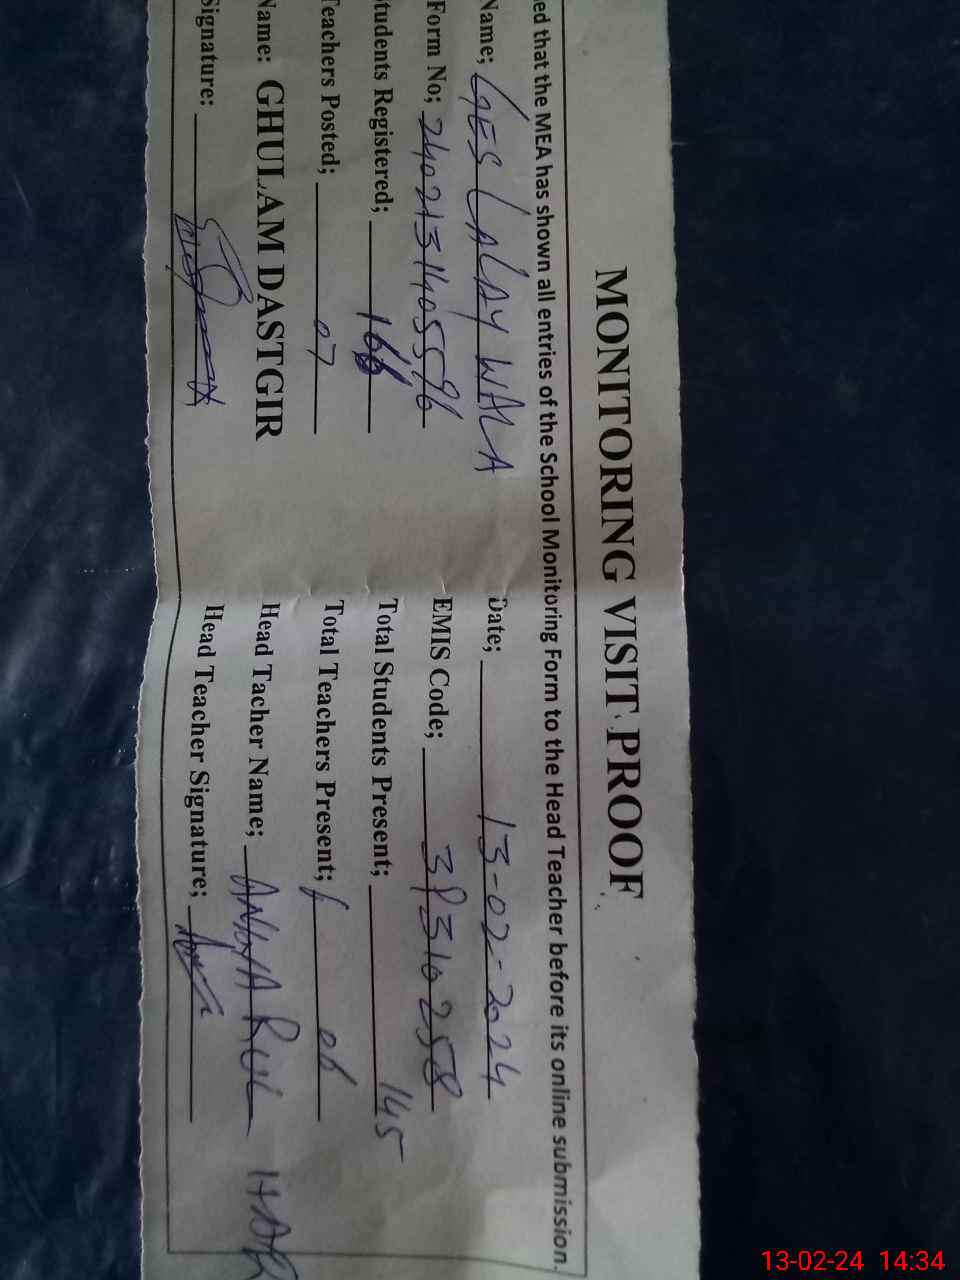 MONITORING VISIT PROOF
ed that the MEA has shown all entries of the School Monitoring Form to the Head Teacher before its online submission.
Name; GES LALAY WALA Date; 13-02-2024
Form No; EMIS Code;
Students Registered; 166 Total Students Present; 145
Teachers Posted; 07 Total Teachers Present; 06
Name: GHULAM DASTGIR Head Tacher Name;
Signature: Head Teacher Signature;
13-02-24 14:34